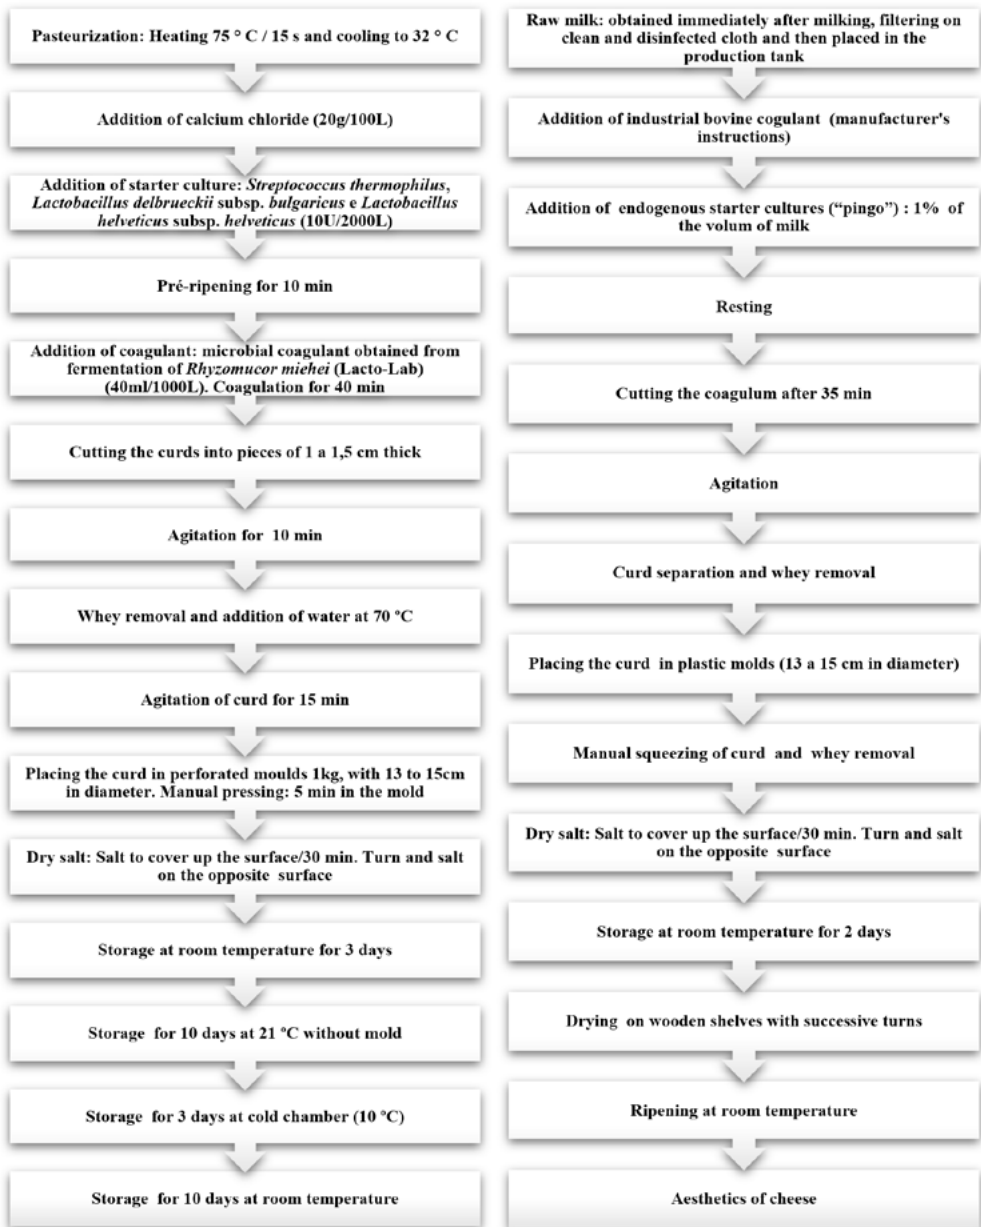 Pasteurization: Heating 75 ° C / 15 s and cooling to 32 ° C
Addition of calcium chloride (20g/100L)
Addition of starter culture: Streptococcus thermophilus,
Lactobacillus delbrueckii subsp. bulgaricus e Lactobacillus
helveticus subsp. helveticus (10U/2000L)
Pré-ripening for 10 min
Addition of coagulant: microbial coagulant obtained from
fermentation of Rhyzomucor miehei (Lacto-Lab)
(40ml/1000L). Coagulation for 40 min
Cutting the curds into pieces of 1 a 1,5 cm thick
Agitation for 10 min
Whey removal and addition of water at 70 ºC
Agitation of curd for 15 min
Placing the curd in perforated moulds 1kg, with 13 to 15cm
in diameter. Manual pressing: 5 min in the mold
Dry salt: Salt to cover up the surface/30 min. Turn and salt
on the opposite surface
Storage at room temperature for 3 days
Storage for 10 days at 21 ºC without mold
Storage for 3 days at cold chamber (10 ºC)
Storage for 10 days at room temperature
Raw milk: obtained immediately after milking, filtering on
clean and disinfected cloth and then placed in the
production tank
Addition of industrial bovine cogulant (manufacturer's
instructions)
Addition of endogenous starter cultures (“pingo”) : 1% of
the volum of milk
Resting
Cutting the coagulum after 35 min
Agitation
Curd separation and whey removal
Placing the curd in plastic molds (13 a 15 cm in diameter)
Manual squeezing of curd and whey removal
Dry salt: Salt to cover up the surface/30 min. Turn and salt
on the opposite surface
Storage at room temperature for 2 days
Drying on wooden shelves with successive turns
Ripening at room temperature
Aesthetics of cheese